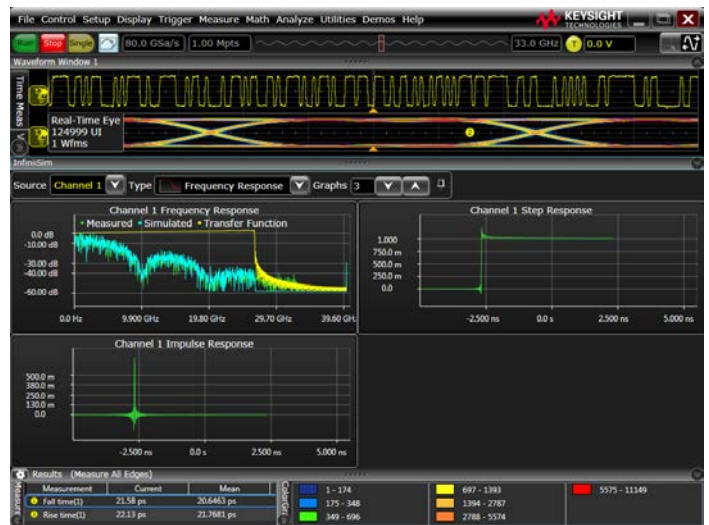 File Control Setup Display Trigger Measure Math Analyze Utilities Demos Help
KEYSIGHT
TECHNOLOGIES
Run Stop Single 80.0 GSa/s 1.00 Mpts 33.0 GHz T 0.0 V
Waveform Window 1
Time Meas
Real-Time Eye
124999 UI
1 Wfms
2
InfiniiSim
Source Channel 1 Type Frequency Response Graphs 3
Channel 1 Frequency Response
Measured Simulated Transfer Function
0.0 dB
-10.00 dB
-30.00 dB
-40.00 dB
-60.00 dB
0.0 Hz 9.900 GHz 19.80 GHz 29.70 GHz 39.60 GHz
Channel 1 Step Response
1.000
750.0 m
500.0 m
250.0 m
0.0
-2.500 ns 0.0 s 2.500 ns 5.000 ns
Channel 1 Impulse Response
500.0 m
380.0 m
250.0 m
130.0 m
0.0
-2.500 ns 0.0 s 2.500 ns 5.000 ns
Results (Measure All Edges)
Measure
Measurement Current Mean
Fall time(1) 21.58 ps 20.6463 ps
Rise time(1) 22.13 ps 21.7681 ps
ColorGr
1 - 174
175 - 348
349 - 696
697 - 1393
1394 - 2787
2788 - 5574
5575 - 11149